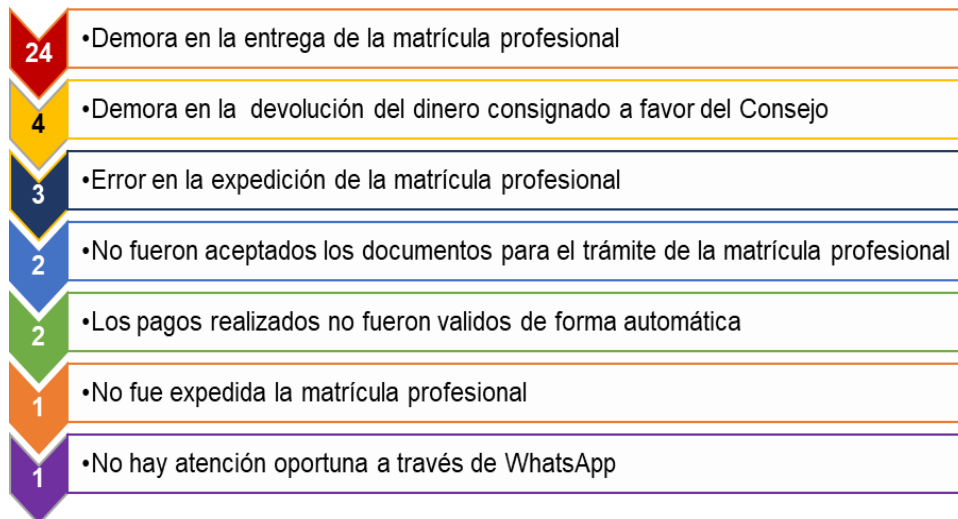 24
•Demora en la entrega de la matrícula profesional
4
•Demora en la  devolución del dinero consignado a favor del Consejo
3
•Error en la expedición de la matrícula profesional
2
•No fueron aceptados los documentos para el trámite de la matrícula profesional
2
•Los pagos realizados no fueron validos de forma automática
1
•No fue expedida la matrícula profesional
1
•No hay atención oportuna a través de WhatsApp